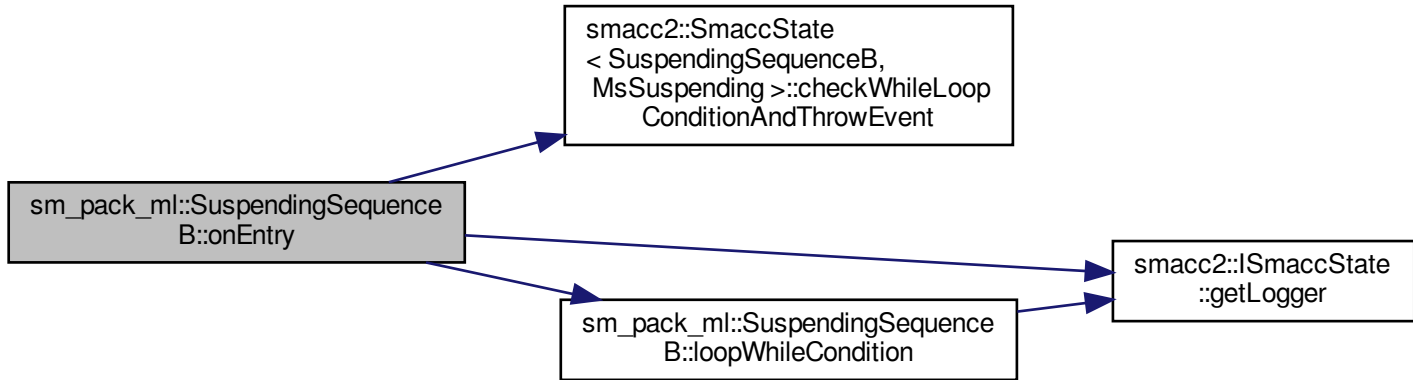 smacc2::SmaccState
< SuspendingSequenceB,
MsSuspending >::checkWhileLoop
ConditionAndThrowEvent
sm_pack_ml::SuspendingSequence
B::onEntry
smacc2::ISmaccState
::getLogger
sm_pack_ml::SuspendingSequence
B::loopWhileCondition